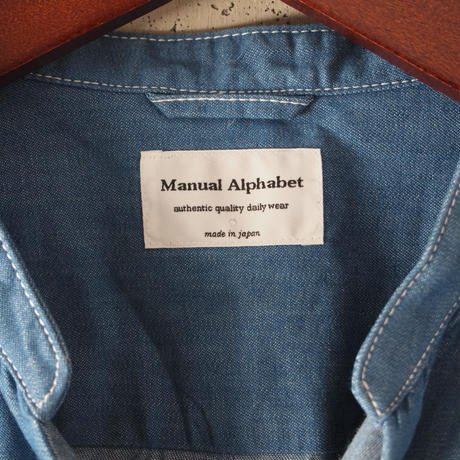 Manual Alphabet
authentic quality daily wear
made in japan